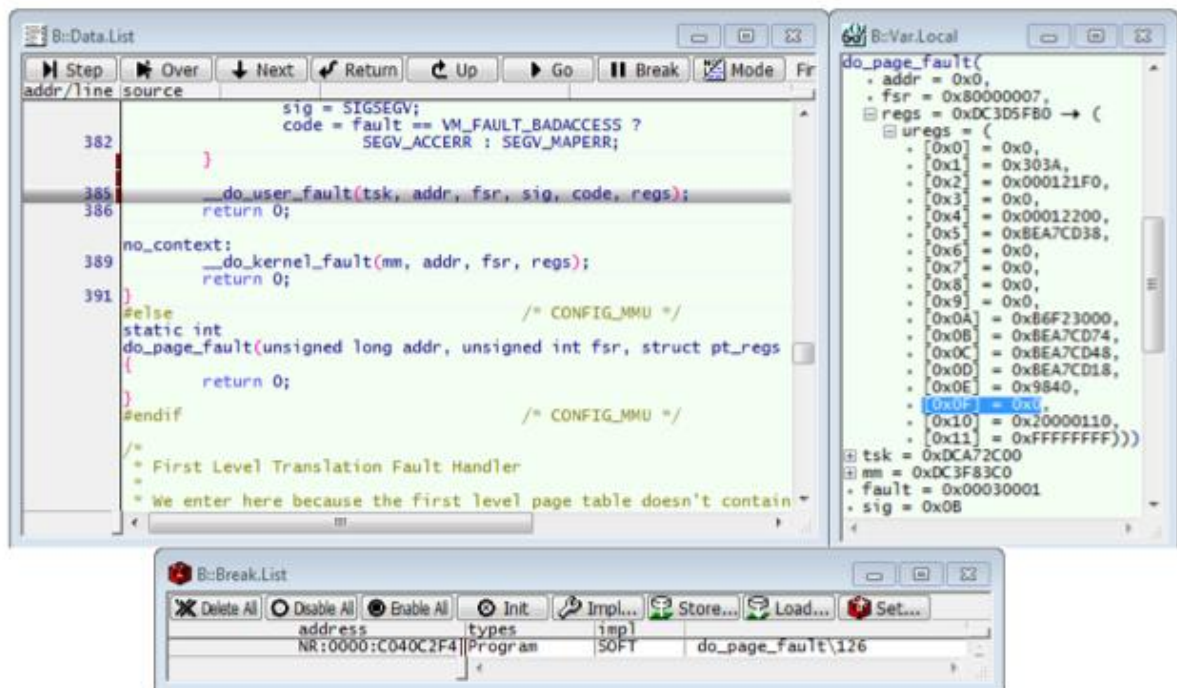 B::Data.List
Step Over Next Return Up Go Break Mode Fir
addr/line source
sig = SIGSEGV;
code = fault == VM_FAULT_BADACCESS ?
382 SEGV_ACCERR : SEGV_MAPERR;
}
385 __do_user_fault(tsk, addr, fsr, sig, code, regs);
386 return 0;
no_context:
389 __do_kernel_fault(mm, addr, fsr, regs);
return 0;
391 }
#else /* CONFIG_MMU */
static int
do_page_fault(unsigned long addr, unsigned int fsr, struct pt_regs
{
return 0;
}
#endif /* CONFIG_MMU */
/*
* First Level Translation Fault Handler
*
* We enter here because the first level page table doesn't contain
B::Var.Local
do_page_fault(
addr = 0x0,
fsr = 0x80000007,
regs = 0xDC3D5FB0 → (
uregs = (
[0x0] = 0x0,
[0x1] = 0x303A,
[0x2] = 0x000121F0,
[0x3] = 0x0,
[0x4] = 0x00012200,
[0x5] = 0xBEA7CD38,
[0x6] = 0x0,
[0x7] = 0x0,
[0x8] = 0x0,
[0x9] = 0x0,
[0x0A] = 0xB6F23000,
[0x0B] = 0xBEA7CD74,
[0x0C] = 0xBEA7CD48,
[0x0D] = 0xBEA7CD18,
[0x0E] = 0x9840,
[0x0F] = 0x0,
[0x10] = 0x20000110,
[0x11] = 0xFFFFFFFF)))
tsk = 0xDCA72C00
mm = 0xDC3F83C0
fault = 0x00030001
sig = 0x0B
B::Break.List
Delete All Disable All Enable All Init Impl... Store... Load... Set...
address types impl
NR:0000:C040C2F4 Program SOFT do_page_fault\126